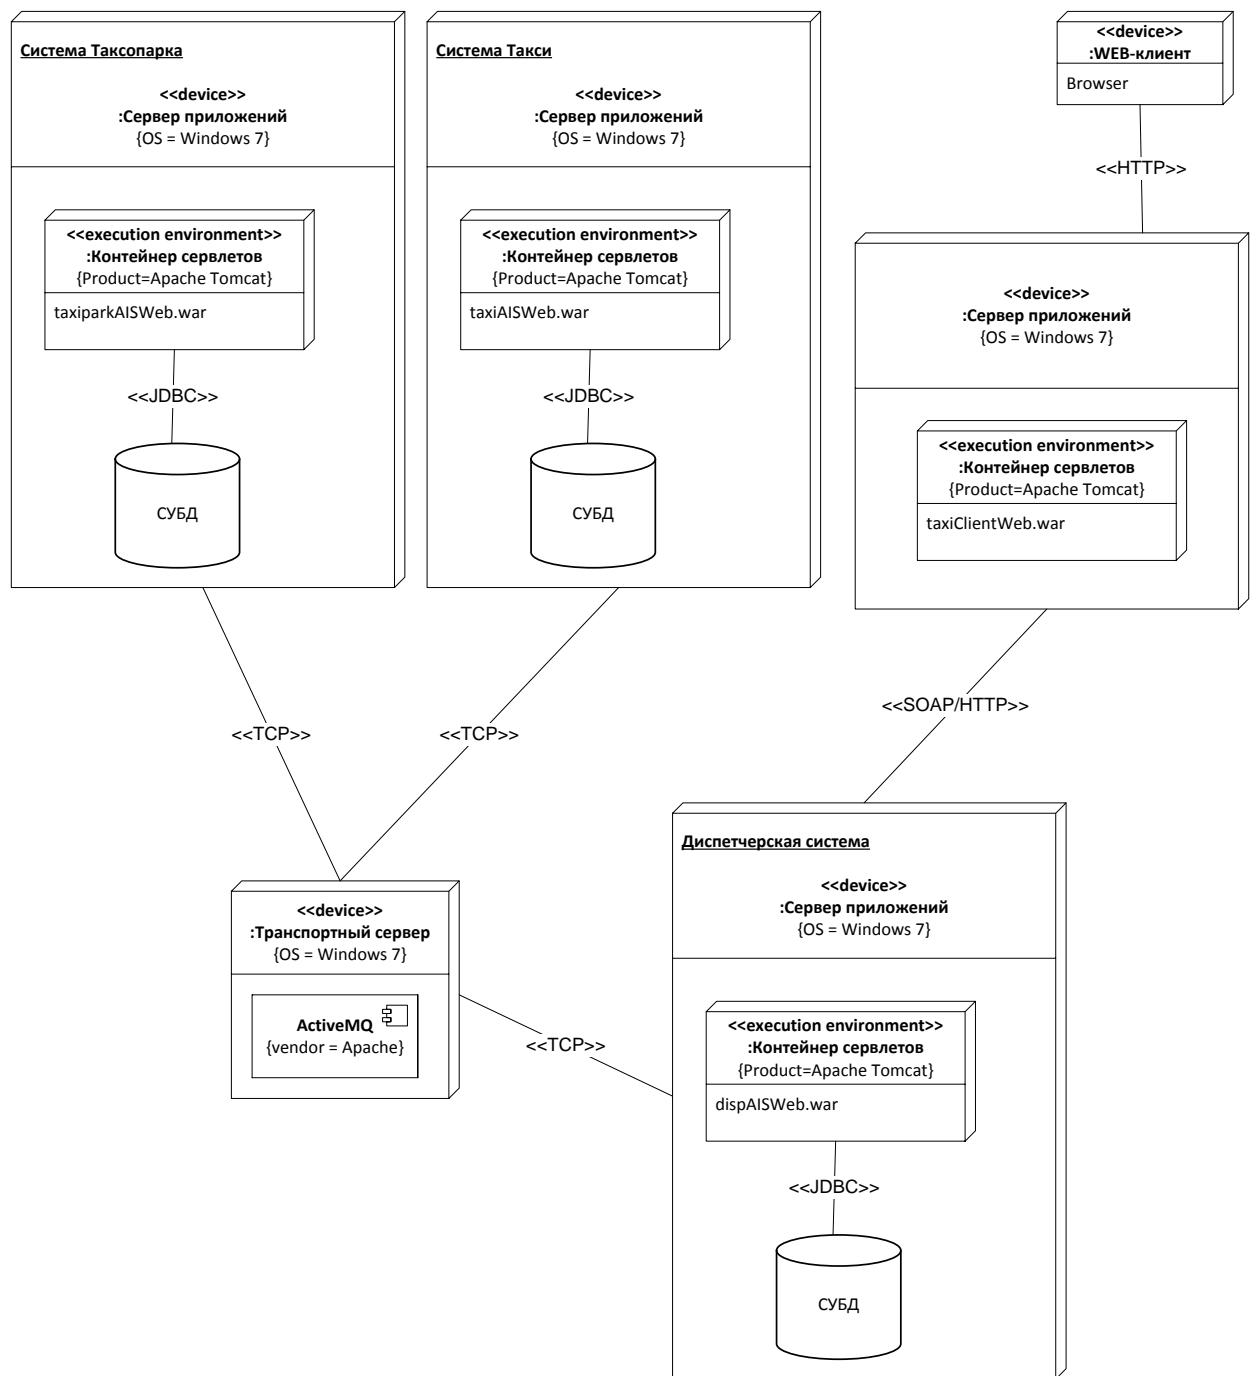 Система Таксопарка
<<device>>
:Сервер приложений
{OS = Windows 7}
<<execution environment>>
:Контейнер сервлетов
{Product=Apache Tomcat}
taxiparkAISWeb.war
<<JDBC>>
СУБД
Система Такси
<<device>>
:Сервер приложений
{OS = Windows 7}
<<execution environment>>
:Контейнер сервлетов
{Product=Apache Tomcat}
taxiAISWeb.war
<<JDBC>>
СУБД
<<device>>
:WEB-клиент
Browser
<<HTTP>>
<<device>>
:Сервер приложений
{OS = Windows 7}
<<execution environment>>
:Контейнер сервлетов
{Product=Apache Tomcat}
taxiClientWeb.war
<<SOAP/HTTP>>
<<TCP>>
<<TCP>>
<<device>>
:Транспортный сервер
{OS = Windows 7}
ActiveMQ
{vendor = Apache}
<<TCP>>
Диспетчерская система
<<device>>
:Сервер приложений
{OS = Windows 7}
<<execution environment>>
:Контейнер сервлетов
{Product=Apache Tomcat}
dispAISWeb.war
<<JDBC>>
СУБД